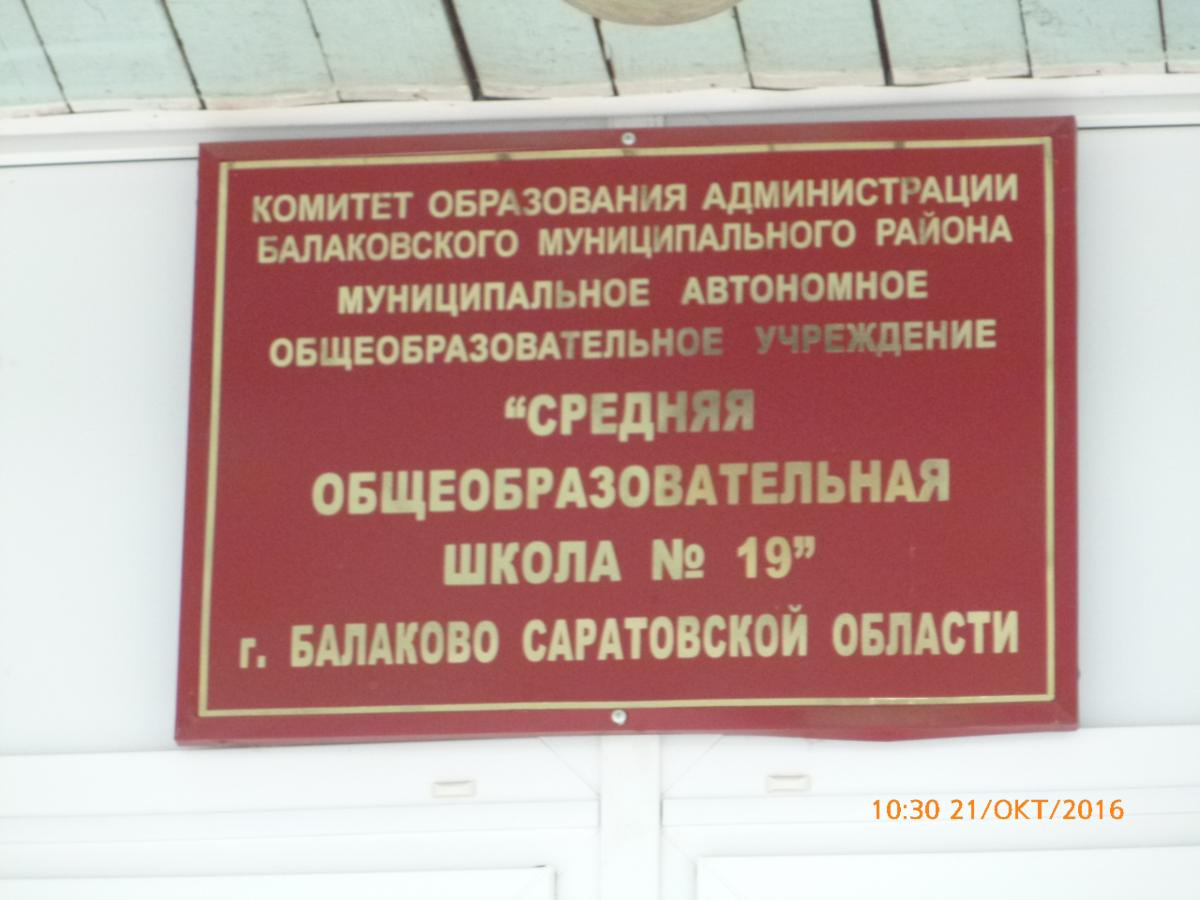 КОМИТЕТ ОБРАЗОВАНИЯ АДМИНИСТРАЦИИ
БАЛАКОВСКОГО МУНИЦИПАЛЬНОГО РАЙОНА
МУНИЦИПАЛЬНОЕ АВТОНОМНОЕ
ОБЩЕОБРАЗОВАТЕЛЬНОЕ УЧРЕЖДЕНИЕ
“СРЕДНЯЯ
ОБЩЕОБРАЗОВАТЕЛЬНАЯ
ШКОЛА № 19”
г. БАЛАКОВО САРАТОВСКОЙ ОБЛАСТИ
10:30 21/ОКТ/2016